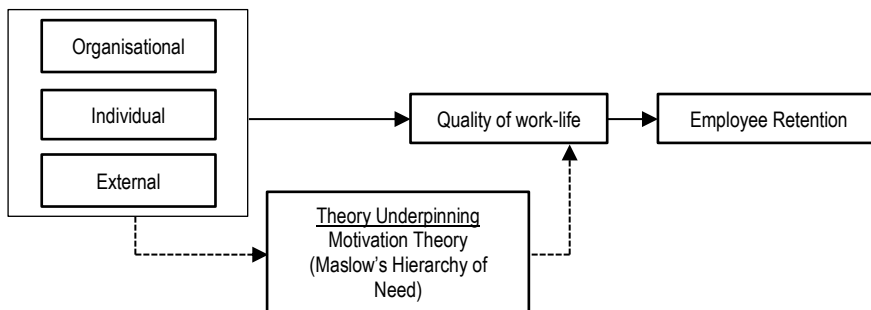 Organisational
Individual
External
Quality of work-life
Employee Retention
Theory Underpinning
Motivation Theory
(Maslow's Hierarchy of
Need)